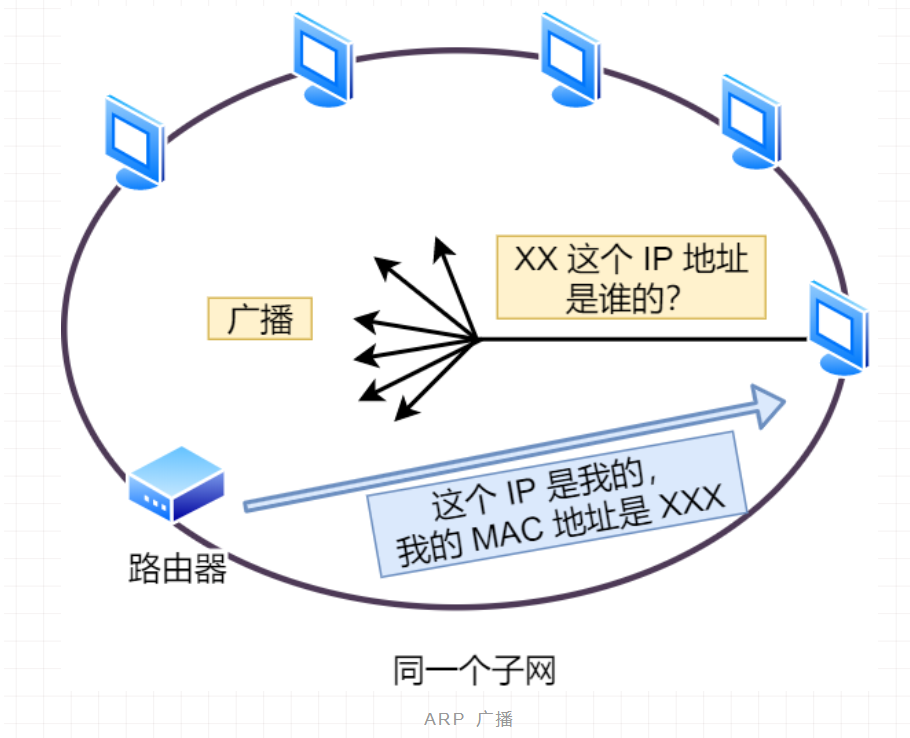 XX 这个 IP 地址
是谁的?
广播
这个 IP 是我的,
我的 MAC 地址是 XXX
路由器
同一个子网
ARP 广播